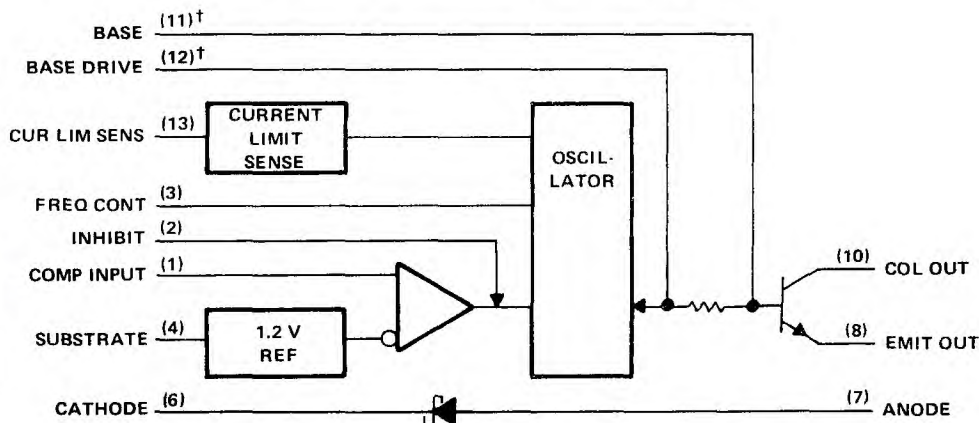 BASE (11)†
BASE DRIVE (12)†
CUR LIM SENS (13)
CURRENT
LIMIT
SENSE
OSCIL-
LATOR
FREQ CONT (3)
INHIBIT (2)
COMP INPUT (1)
(10) COL OUT
SUBSTRATE (4)
1.2 V
REF
(8) EMIT OUT
CATHODE (6)
(7) ANODE